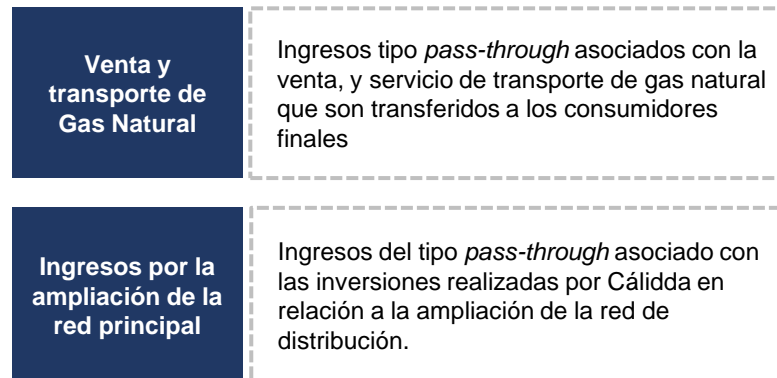 Venta y
transporte de
Gas Natural
Ingresos tipo pass-through asociados con la
venta, y servicio de transporte de gas natural
que son transferidos a los consumidores
finales
Ingresos por la
ampliación de la
red principal
Ingresos del tipo pass-through asociado con
las inversiones realizadas por Cálidda en
relación a la ampliación de la red de
distribución.